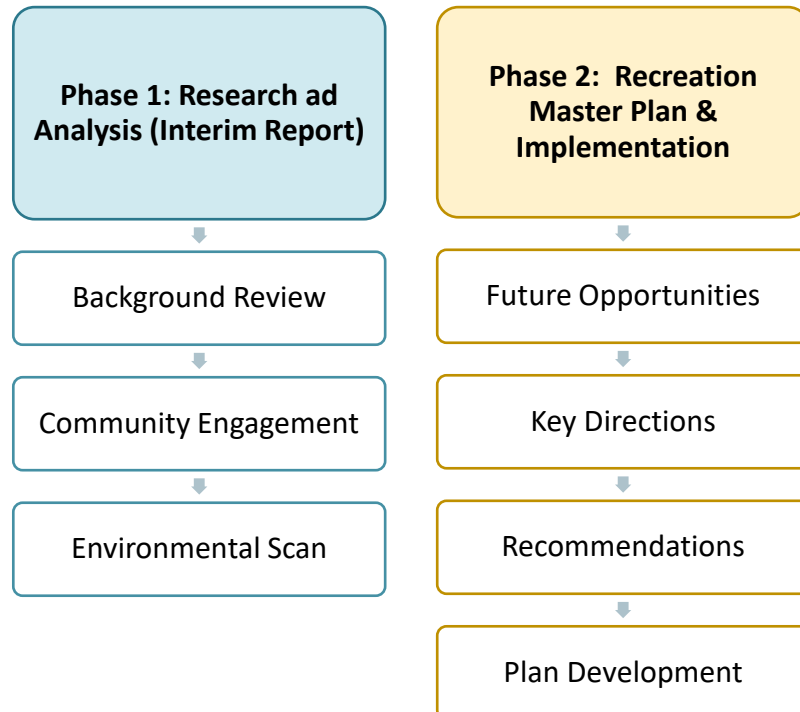 Phase 1: Research ad
Analysis (Interim Report)
Background Review
Community Engagement
Environmental Scan
Phase 2:  Recreation
Master Plan &
Implementation
Future Opportunities
Key Directions
Recommendations
Plan Development